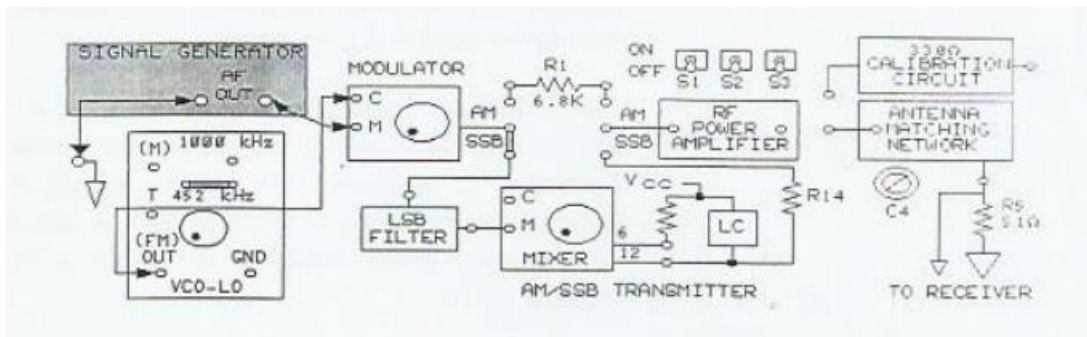 SIGNAL GENERATOR
AF
OUT
MODULATOR
C
M
R1
6.8K
AM
SSB
AM
SSB
ON
OFF
S1 S2 S3
RF
POWER
AMPLIFIER
330Ω
CALIBRATION
CIRCUIT
ANTENNA
MATCHING
NETWORK
(M)
1000 kHz
T
452 kHz
(FM)
OUT
GND
VCO-LO
LSB
FILTER
C
M
MIXER
VCC
6
12
LC
R14
C4
R5
51Ω
AM/SSB TRANSMITTER
TO RECEIVER